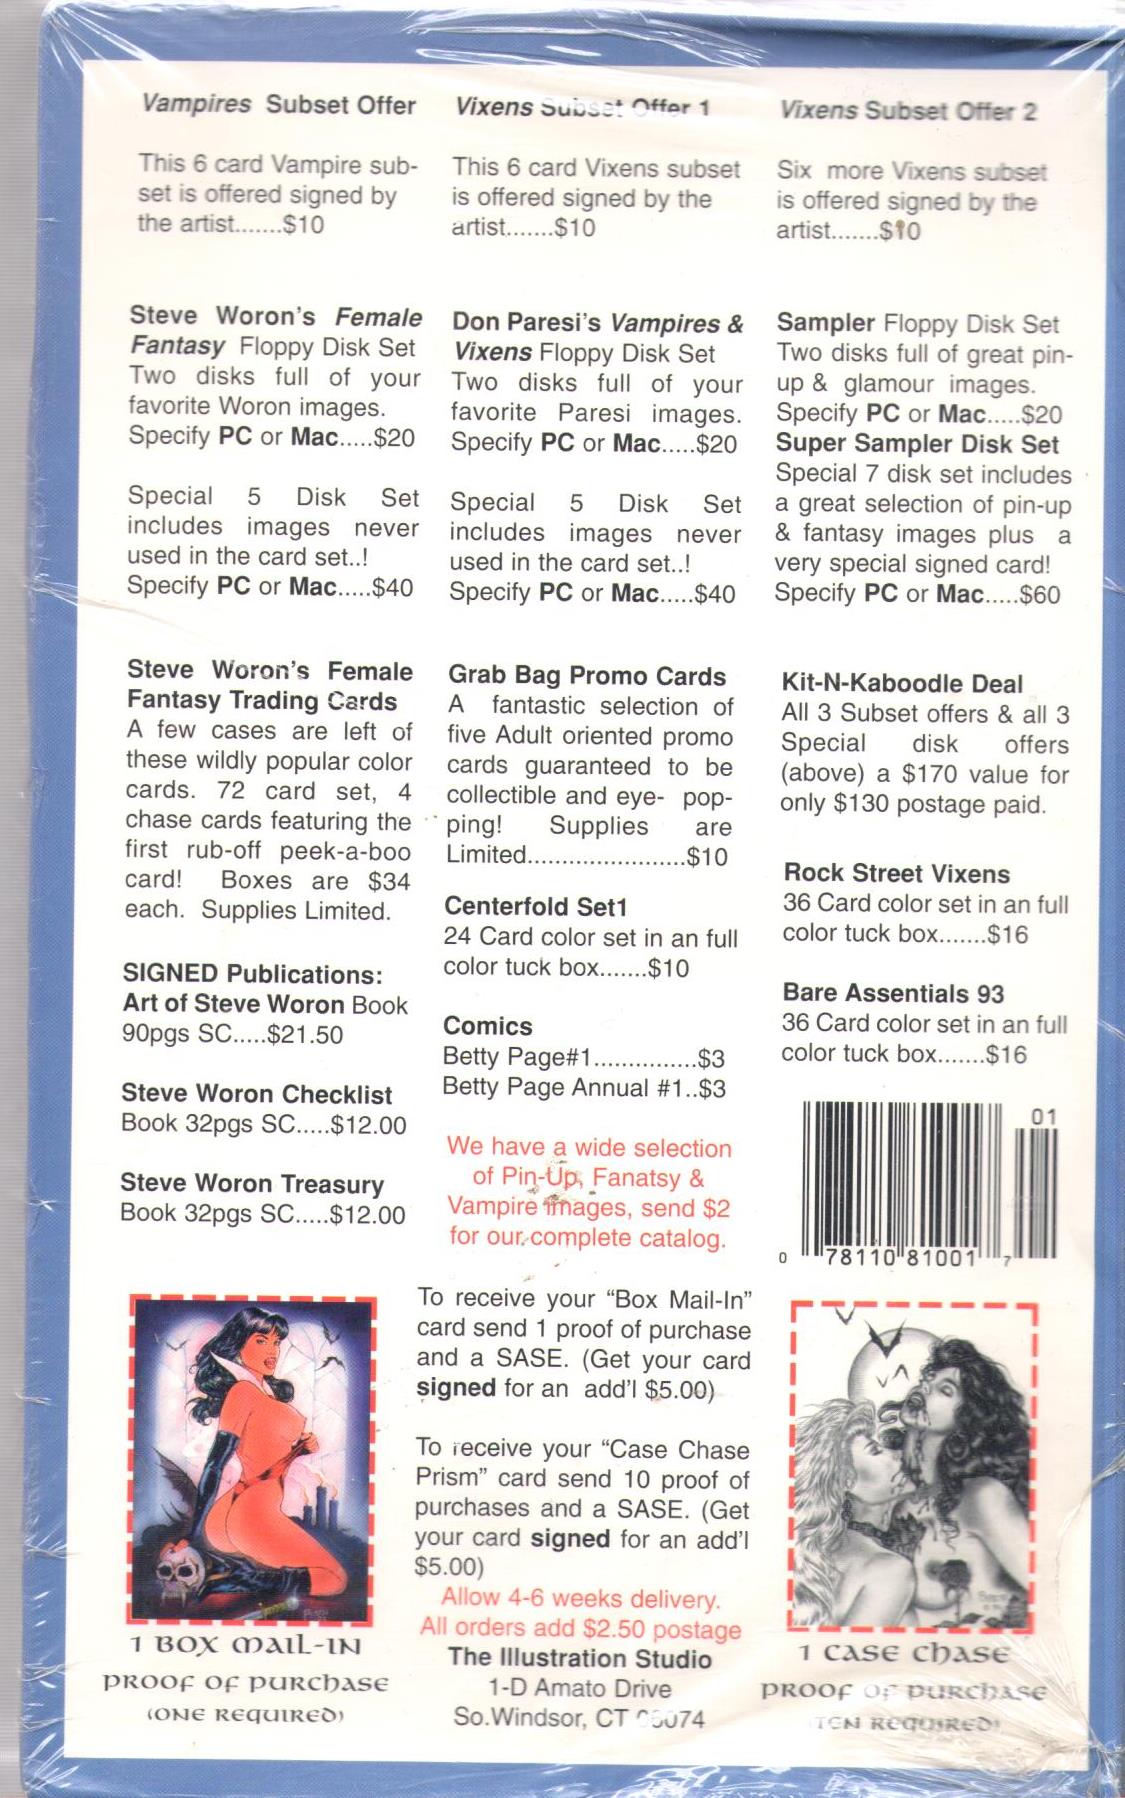 Vampires Subset Offer
This 6 card Vampire sub-
set is offered signed by
the artist.......$10
Vixens Subset Offer 1
This 6 card Vixens subset
is offered signed by the
artist.......$10
Vixens Subset Offer 2
Six more Vixens subset
is offered signed by the
artist.......$10
Steve Woron's Female
Fantasy Floppy Disk Set
Two disks full of your
favorite Woron images.
Specify PC or Mac.....$20
Special 5 Disk Set
includes images never
used in the card set..!
Specify PC or Mac.....$40
Don Paresi's Vampires &
Vixens Floppy Disk Set
Two disks full of your
favorite Paresi images.
Specify PC or Mac.....$20
Special 5 Disk Set
includes images never
used in the card set..!
Specify PC or Mac.....$40
Sampler Floppy Disk Set
Two disks full of great pin-
up & glamour images.
Specify PC or Mac.....$20
Super Sampler Disk Set
Special 7 disk set includes
a great selection of pin-up
& fantasy images plus a
very special signed card!
Specify PC or Mac.....$60
Steve Woron's Female
Fantasy Trading Cards
A few cases are left of
these wildly popular color
cards. 72 card set, 4
chase cards featuring the
first rub-off peek-a-boo
card! Boxes are $34
each. Supplies Limited.
SIGNED Publications:
Art of Steve Woron Book
90pgs SC.....$21.50
Steve Woron Checklist
Book 32pgs SC.....$12.00
Steve Woron Treasury
Book 32pgs SC.....$12.00
Grab Bag Promo Cards
A fantastic selection of
five Adult oriented promo
cards guaranteed to be
collectible and eye- pop-
ping! Supplies are
Limited.......................$10
Centerfold Set1
24 Card color set in an full
color tuck box.......$10
Comics
Betty Page#1...............$3
Betty Page Annual #1..$3
We have a wide selection
of Pin-Up, Fanatsy &
Vampire images, send $2
for our complete catalog.
Kit-N-Kaboodle Deal
All 3 Subset offers & all 3
Special disk offers
(above) a $170 value for
only $130 postage paid.
Rock Street Vixens
36 Card color set in an full
color tuck box.......$16
Bare Assentials 93
36 Card color set in an full
color tuck box.......$16
01
0 78110 81001 7
To receive your "Box Mail-In"
card send 1 proof of purchase
and a SASE. (Get your card
signed for an add'l $5.00)
To receive your "Case Chase
Prism" card send 10 proof of
purchases and a SASE. (Get
your card signed for an add'l
$5.00)
Allow 4-6 weeks delivery.
All orders add $2.50 postage
The Illustration Studio
1-D Amato Drive
So.Windsor, CT 06074
1 BOX MAIL-IN
PROOF OF PURCHASE
(ONE REQUIRED)
1 CASE CHASE
PROOF OF PURCHASE
(TEN REQUIRED)